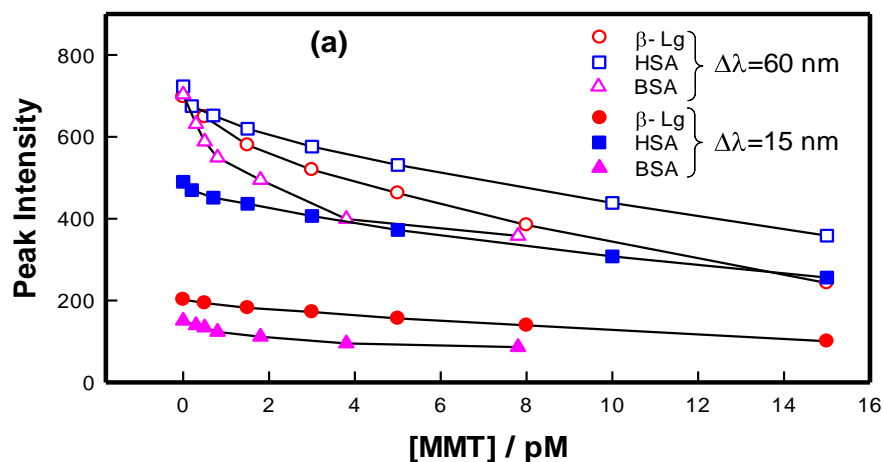 (a)
β- Lg
HSA
BSA
Δλ=60 nm
β- Lg
HSA
BSA
Δλ=15 nm
Peak Intensity
800
600
400
200
0
0 2 4 6 8 10 12 14 16
[MMT] / pM